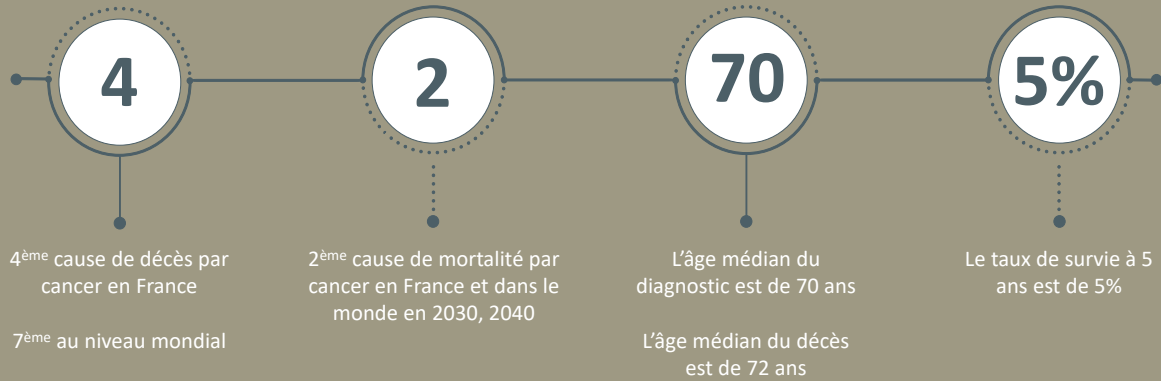 4
2
70
5%
4ème cause de décès par
cancer en France
7ème au niveau mondial
2ème cause de mortalité par
cancer en France et dans le
monde en 2030, 2040
L'âge médian du
diagnostic est de 70 ans
L'âge médian du décès
est de 72 ans
Le taux de survie à 5
ans est de 5%